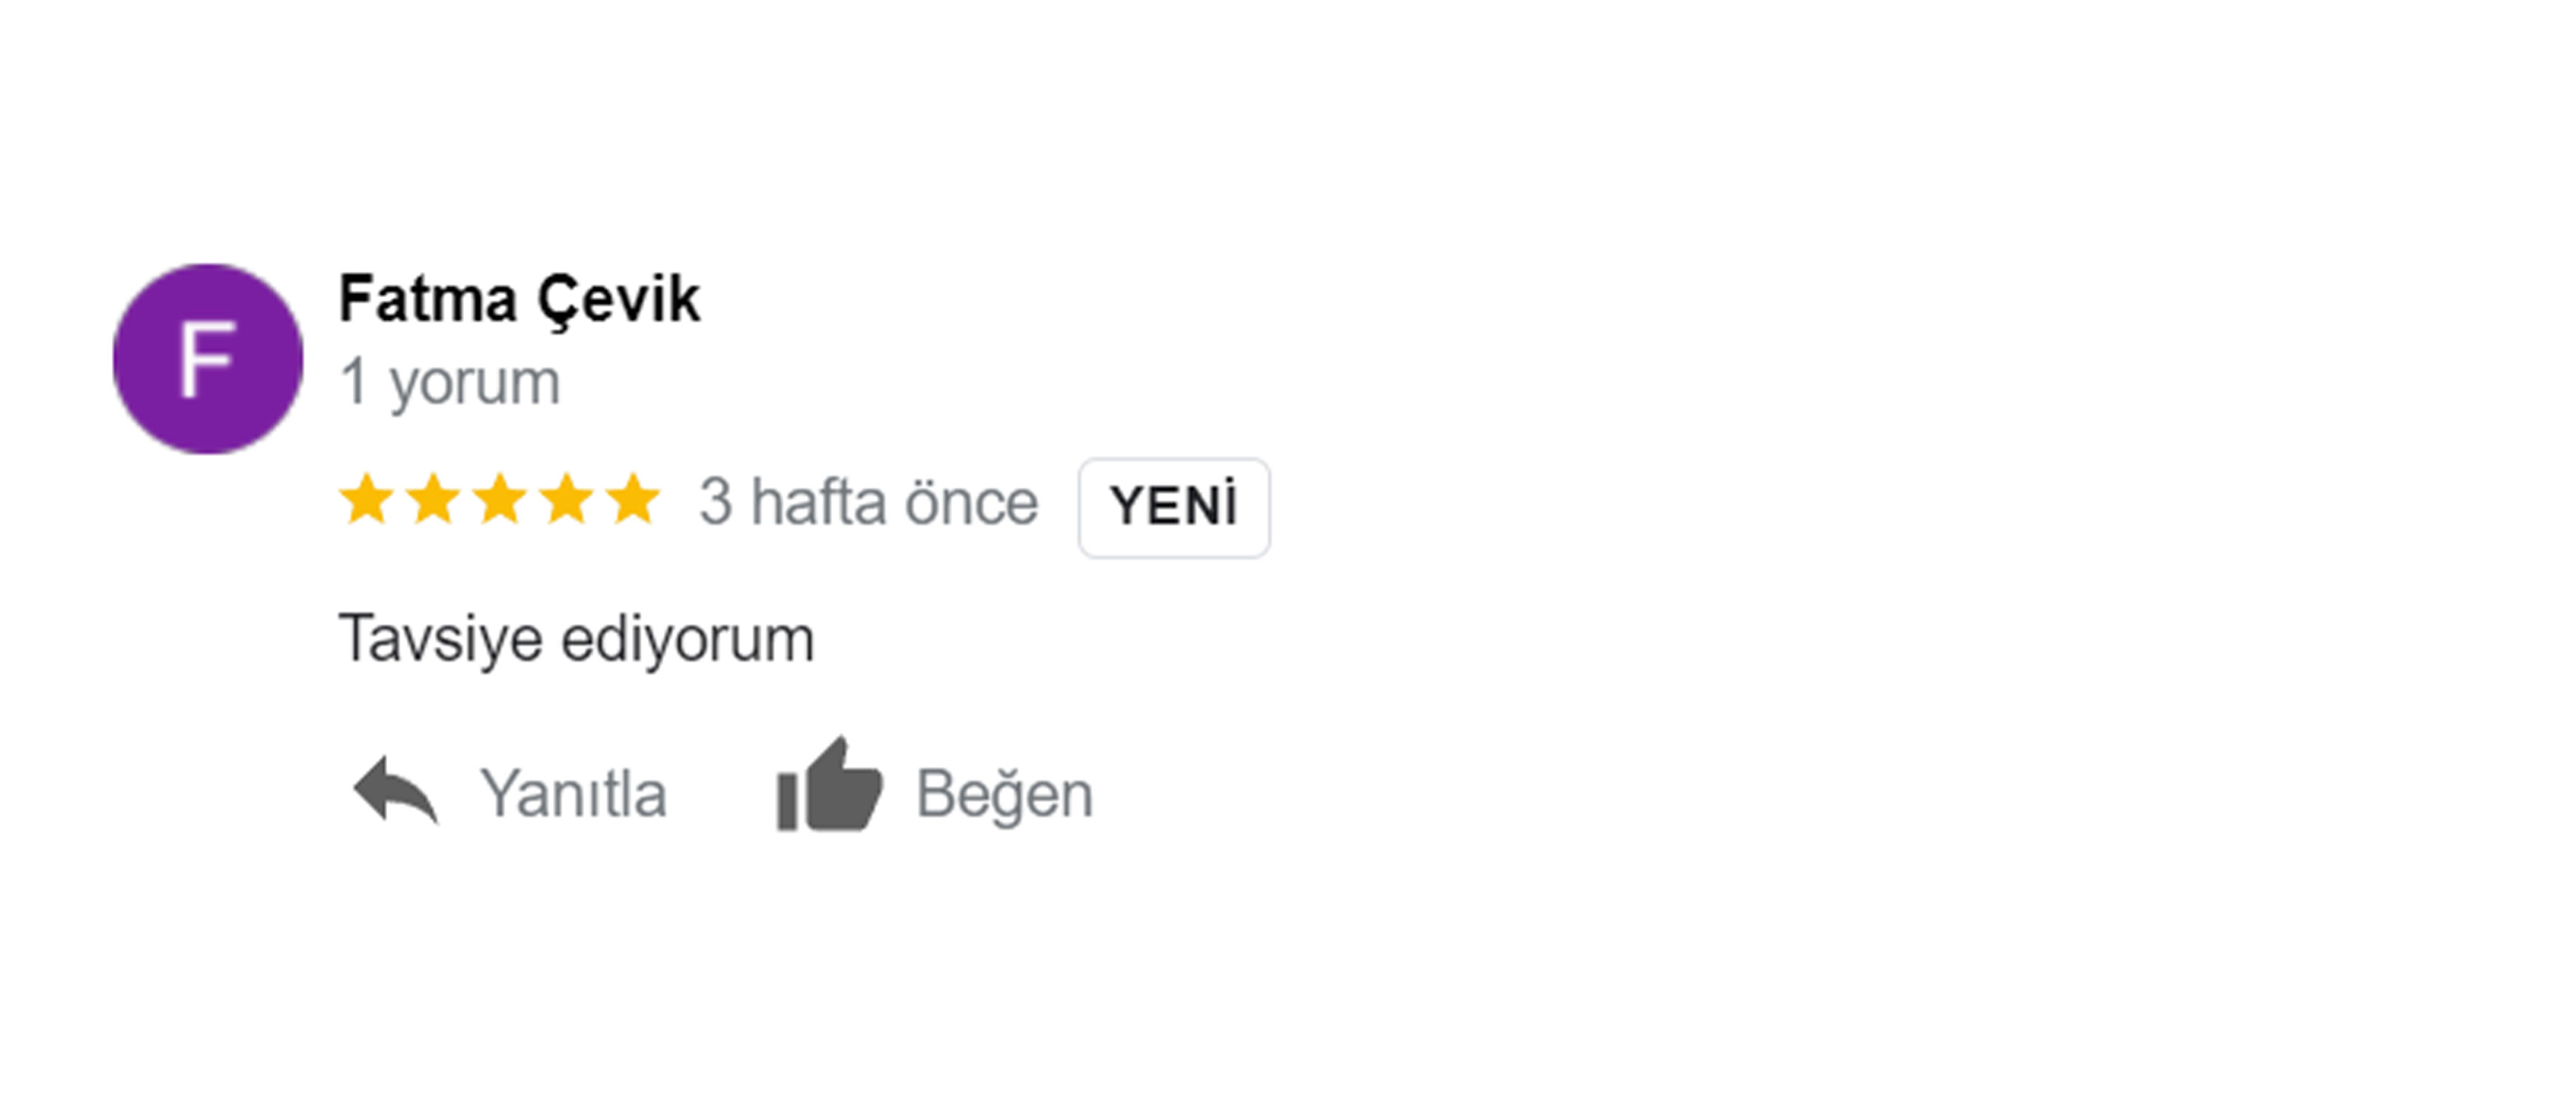 F
Fatma Çevik
1 yorum
3 hafta önce YENİ
Tavsiye ediyorum
Yanıtla Beğen